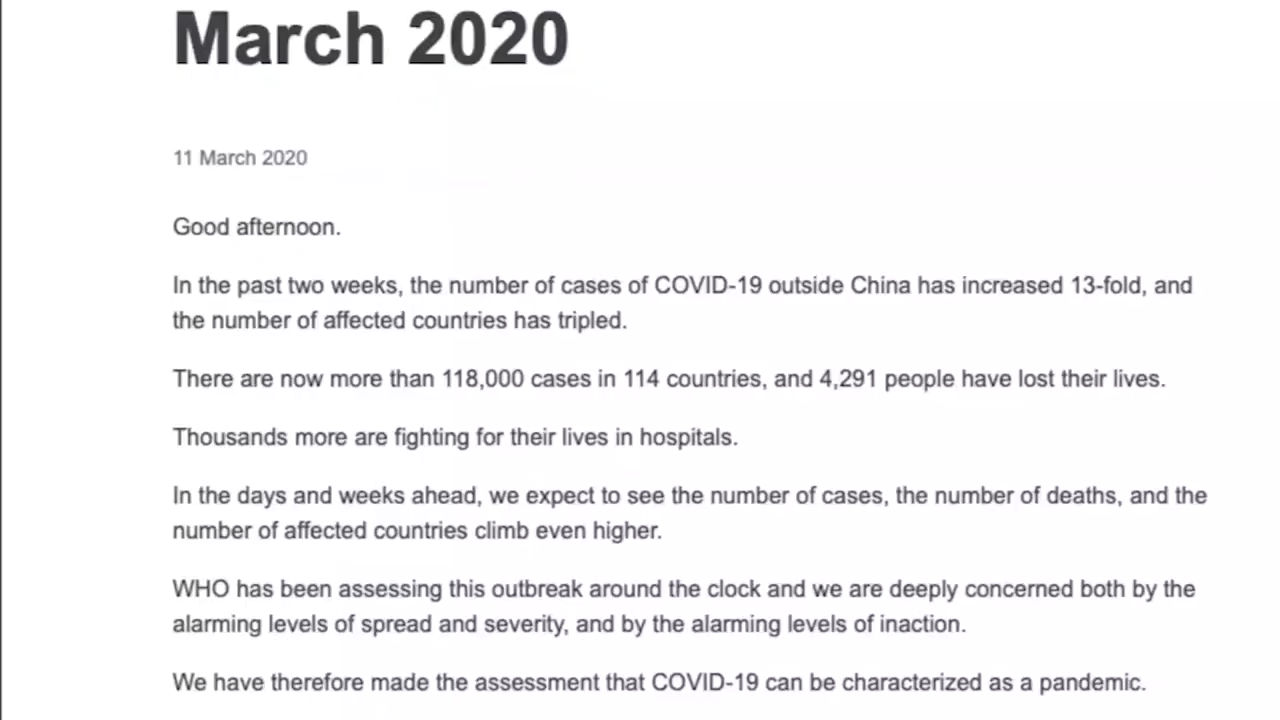 March 2020
11 March 2020
Good afternoon.
In the past two weeks, the number of cases of COVID-19 outside China has increased 13-fold, and
the number of affected countries has tripled.
There are now more than 118,000 cases in 114 countries, and 4,291 people have lost their lives.
Thousands more are fighting for their lives in hospitals.
In the days and weeks ahead, we expect to see the number of cases, the number of deaths, and the
number of affected countries climb even higher.
WHO has been assessing this outbreak around the clock and we are deeply concerned both by the
alarming levels of spread and severity, and by the alarming levels of inaction.
We have therefore made the assessment that COVID-19 can be characterized as a pandemic.